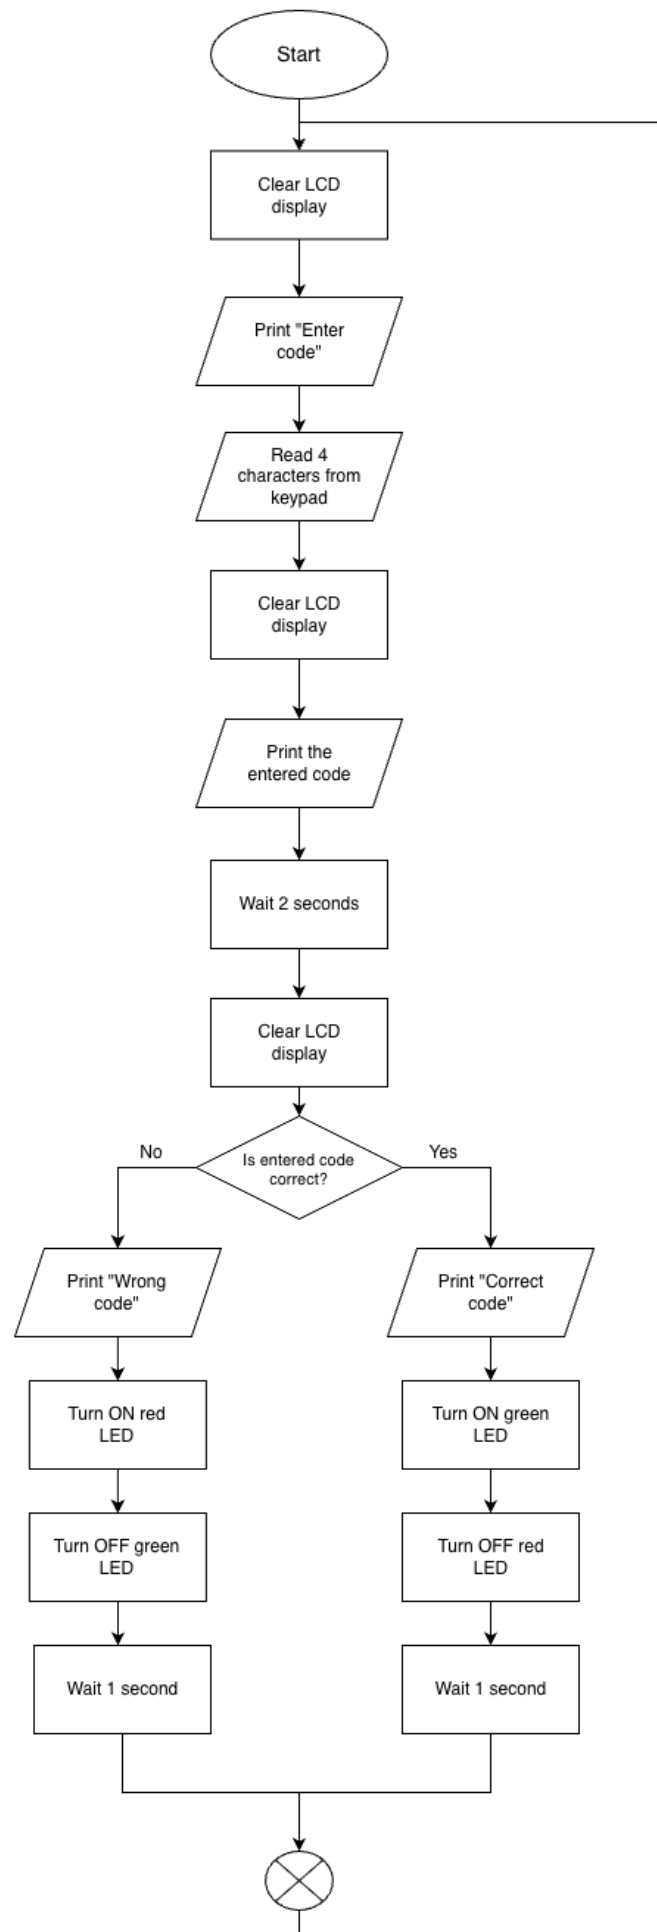 Start
Clear LCD
display
Print "Enter
code"
Read 4
characters from
keypad
Clear LCD
display
Print the
entered code
Wait 2 seconds
Clear LCD
display
Is entered code
correct?
No
Yes
Print "Wrong
code"
Print "Correct
code"
Turn ON red
LED
Turn ON green
LED
Turn OFF green
LED
Turn OFF red
LED
Wait 1 second
Wait 1 second